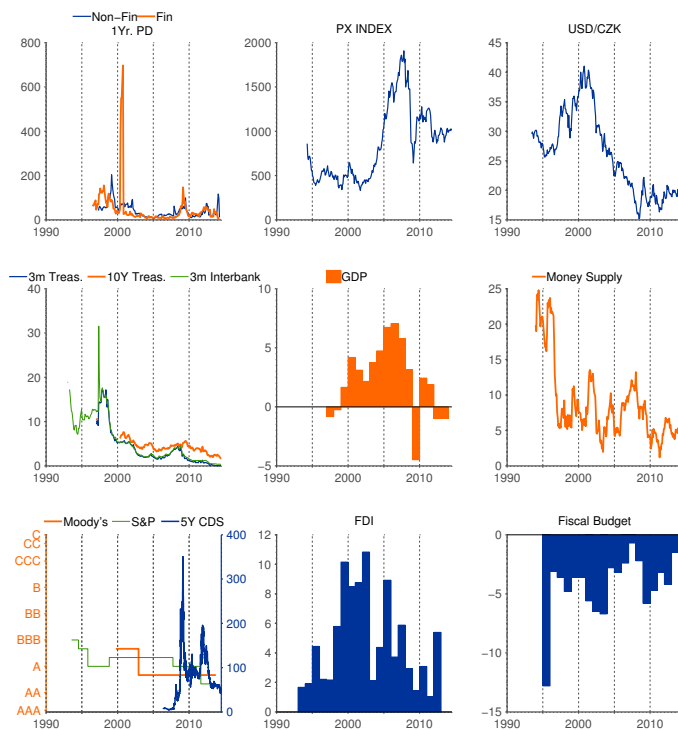 Non−Fin Fin
1Yr. PD
800
600
400
200
0
1990 2000 2010
PX INDEX
2000
1500
1000
500
0
1990 2000 2010
USD/CZK
45
40
35
30
25
20
15
1990 2000 2010
3m Treas. 10Y Treas. 3m Interbank
40
30
20
10
0
1990 2000 2010
GDP
10
5
0
−5
1990 2000 2010
Money Supply
25
20
15
10
5
0
1990 2000 2010
Moody's S&P 5Y CDS
C
CC
CCC
B
BB
BBB
A
AA
AAA
400
300
200
100
0
1990 2000 2010
FDI
12
10
8
6
4
2
0
1990 2000 2010
Fiscal Budget
0
−5
−10
−15
1990 2000 2010